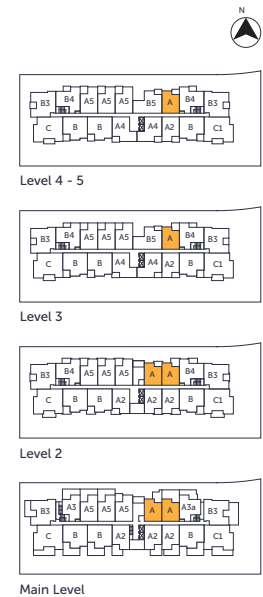 N
B3 B4 A5 A5 A5 B5 A B4 B3
C B B A4 A4 A2 B C1
Level 4 - 5
B3 B4 A5 A5 A5 B5 A B4 B3
C B B A4 A4 A2 B C1
Level 3
B3 B4 A5 A5 A5 A A B4 B3
C B B A2 A2 A2 B C1
Level 2
B3 A3 A5 A5 A A A3a B3
C B B A2 A2 A2 B C1
Main Level